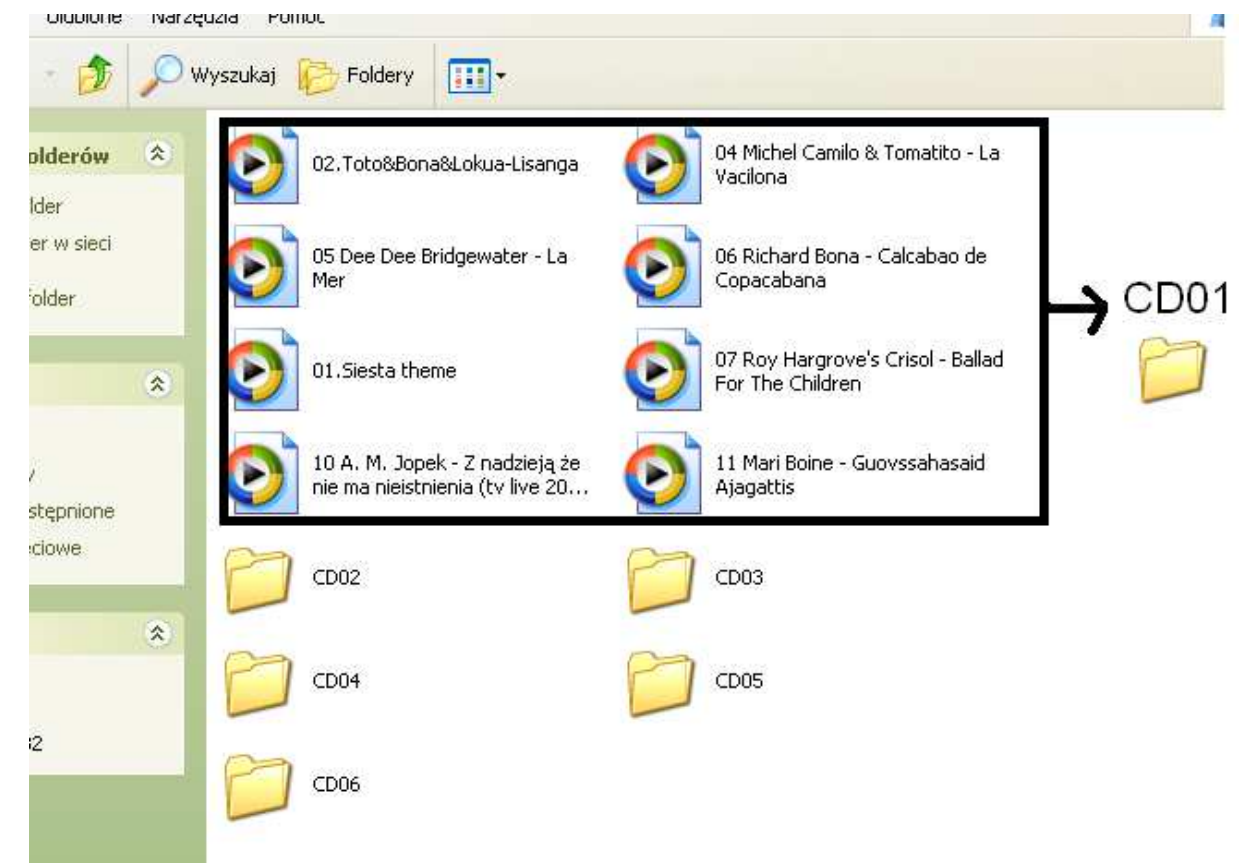 Ulubione Narzędzia Pomoc
Wyszukaj Foldery
olderów
lder
er w sieci
folder
y
stępnione
eciowe
32
02.Toto&Bona&Lokua-Lisanga
04 Michel Camilo & Tomatito - La
Vacilona
05 Dee Dee Bridgewater - La
Mer
06 Richard Bona - Calcabao de
Copacabana
01.Siesta theme
07 Roy Hargrove's Crisol - Ballad
For The Children
10 A. M. Jopek - Z nadzieją że
nie ma nieistnienia (tv live 20...
11 Mari Boine - Guovssahasaid
Ajagattis
CD01
CD02
CD03
CD04
CD05
CD06